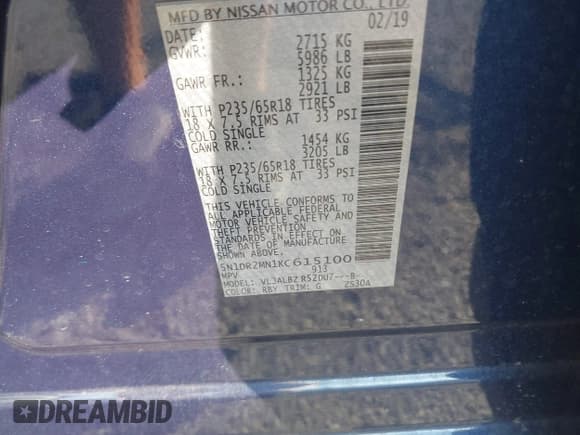 MFD BY NISSAN MOTOR CO., LTD.
DATE: 02/19
GVWR: 2715 KG
5986 LB
GAWR FR.: 1325 KG
2921 LB
WITH P235/65R18 TIRES
18 X 7.5 RIMS AT 33 PSI
COLD SINGLE
GAWR RR.: 1454 KG
3205 LB
WITH P235/65R18 TIRES
18 X 7.5 RIMS AT 33 PSI
COLD SINGLE
THIS VEHICLE CONFORMS TO
ALL APPLICABLE FEDERAL
MOTOR VEHICLE SAFETY AND
THEFT PREVENTION
STANDARDS IN EFFECT ON
THE DATE OF MANUFACTURE
SHOWN ABOVE.
5N1DR2MN1KC615100
MPV 913
MODEL: VLJALBZ R52DU7---B-
COLOR: RBY TRIM: G ZS30A
DREAMBID